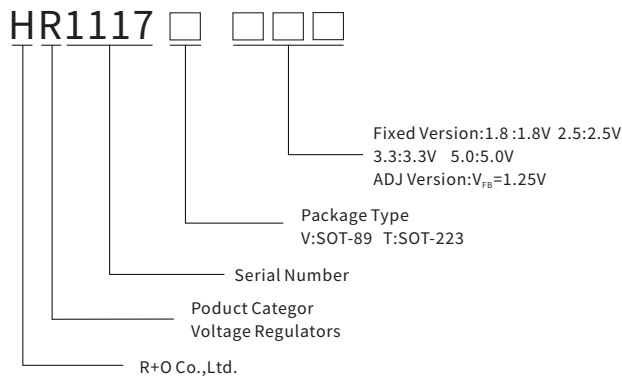 HR1117□ □□□
Fixed Version:1.8:1.8V 2.5:2.5V
3.3:3.3V 5.0:5.0V
ADJ Version:VFB=1.25V
Package Type
V:SOT-89 T:SOT-223
Serial Number
Poduct Categor
Voltage Regulators
R+O Co.,Ltd.